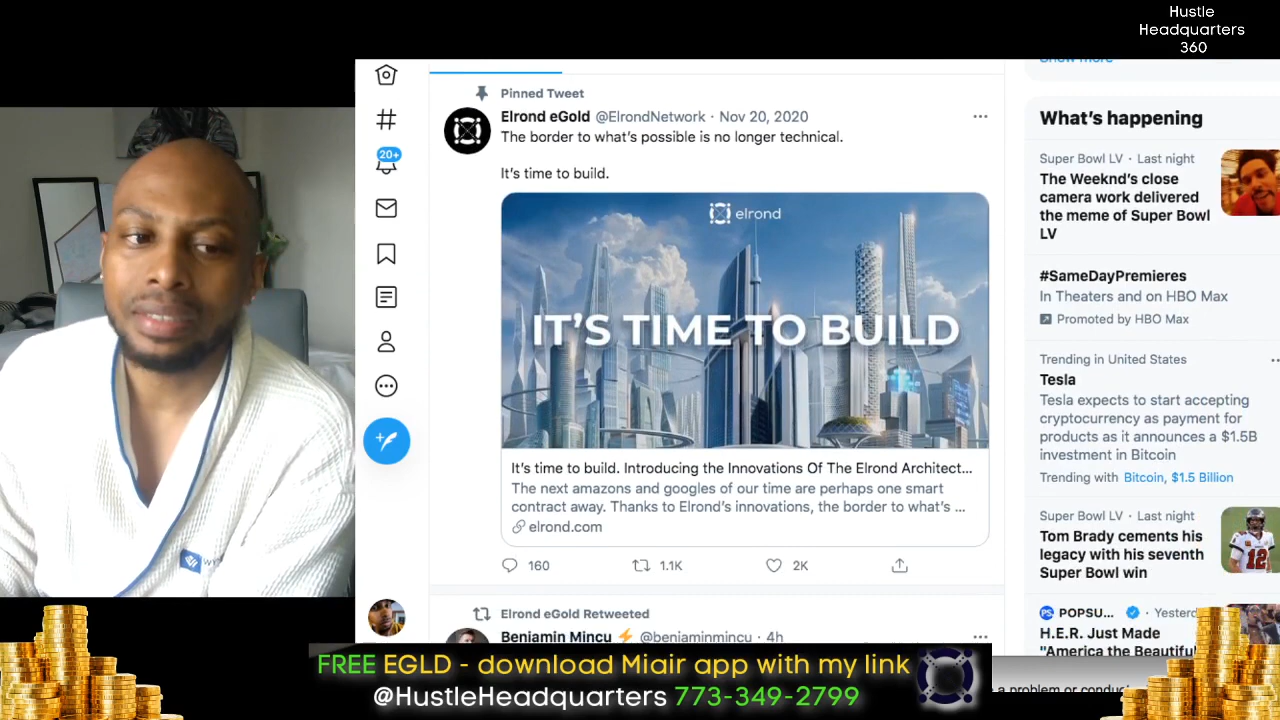 Hustle
Headquarters
360
Show more
Pinned Tweet
Elrond eGold @ElrondNetwork · Nov 20, 2020
The border to what's possible is no longer technical.
It's time to build.
elrond
IT'S TIME TO BUILD
It's time to build. Introducing the Innovations Of The Elrond Architect...
The next amazons and googles of our time are perhaps one smart
contract away. Thanks to Elrond's innovations, the border to what's ...
elrond.com
160 1.1K 2K
Elrond eGold Retweeted
Benjamin Mincu ⚡ @beniaminmincu · 4h
20+
What's happening
Super Bowl LV · Last night
The Weeknd's close
camera work delivered
the meme of Super Bowl
LV
#SameDayPremieres
In Theaters and on HBO Max
Promoted by HBO Max
Trending in United States
Tesla
Tesla expects to start accepting
cryptocurrency as payment for
products as it announces a $1.5B
investment in Bitcoin
Trending with Bitcoin, $1.5 Billion
Super Bowl LV · Last night
Tom Brady cements his
legacy with his seventh
Super Bowl win
12
POPSU... · Yesterd
H.E.R. Just Made
"America the Beautiful
a problem or
FREE EGLD - download Miair app with my link
@HustleHeadquarters 773-349-2799